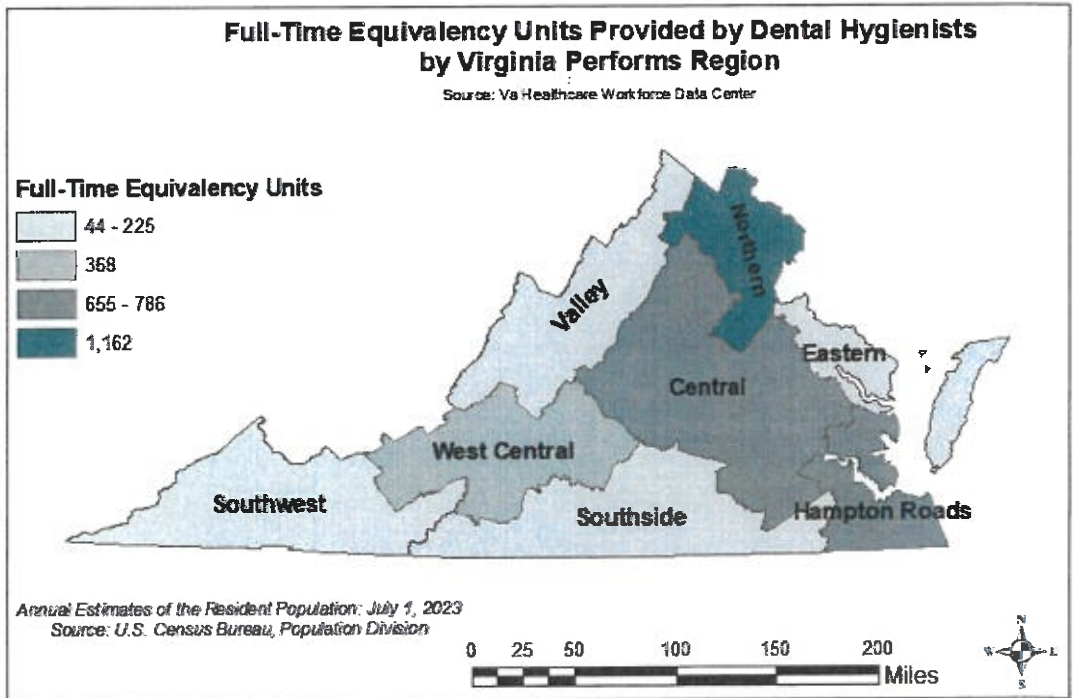 Full-Time Equivalency Units Provided by Dental Hygienists
by Virginia Performs Region
Source: Va Healthcare Workforce Data Center
Full-Time Equivalency Units
44 - 225
358
655 - 786
1,162
Northern
Valley
Eastern
Central
West Central
Southwest
Southside
Hampton Roads
Annual Estimates of the Resident Population: July 1, 2023
Source: U.S. Census Bureau, Population Division
0 25 50 100 150 200
Miles
N
W E
S